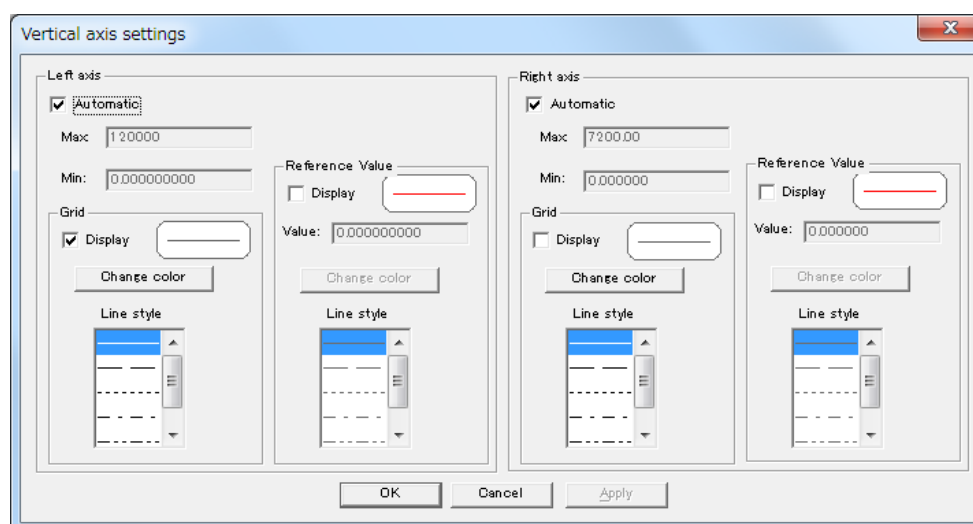 Vertical axis settings
Left axis
Automatic
Max: 120000
Min: 0.000000000
Grid
Display
Change color
Line style
Reference Value
Display
Value: 0.000000000
Change color
Line style
Right axis
Automatic
Max: 7200.00
Min: 0.000000
Grid
Display
Change color
Line style
Reference Value
Display
Value: 0.000000
Change color
Line style
OK
Cancel
Apply